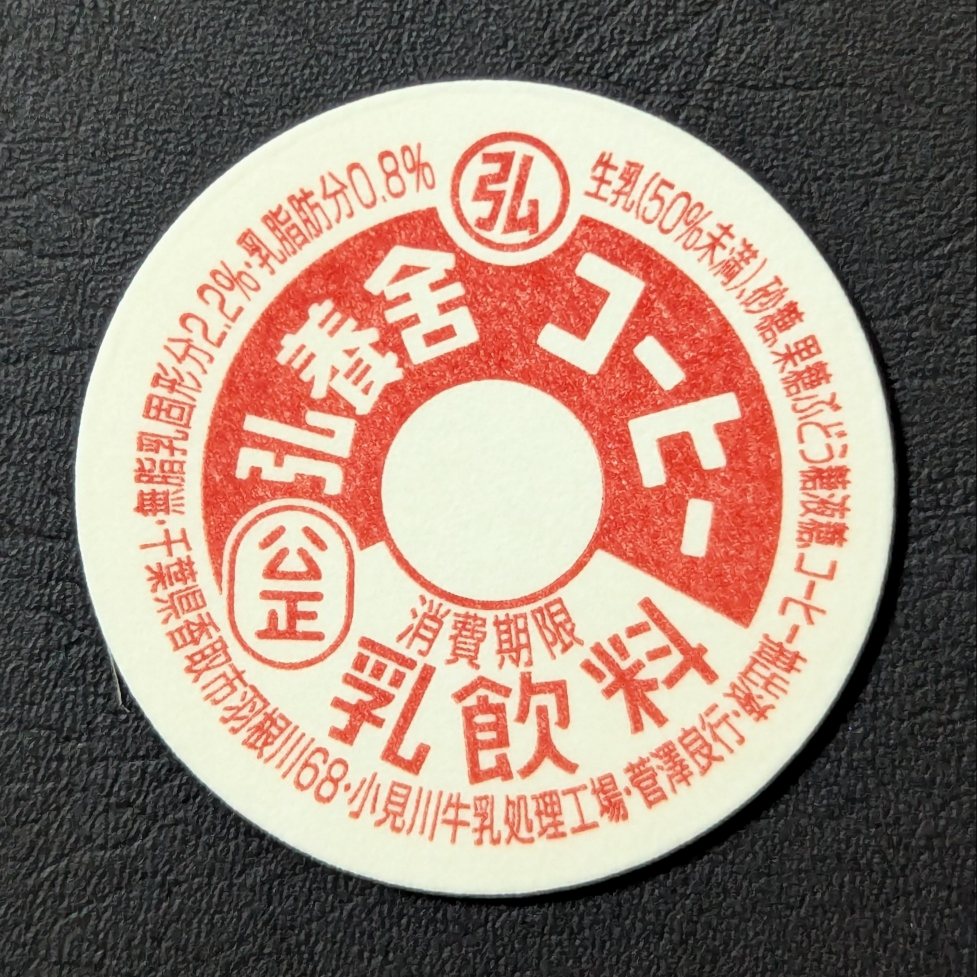 弘
弘養舎 コーヒー
公正
消費期限
乳飲料
無脂乳固形分2.2%・乳脂肪分0.8%
生乳(50%未満)、砂糖果糖ぶどう糖液糖、コーヒー抽出液・
菅澤良行・
小見川牛乳処理工場・
千葉県香取市羽根川168・